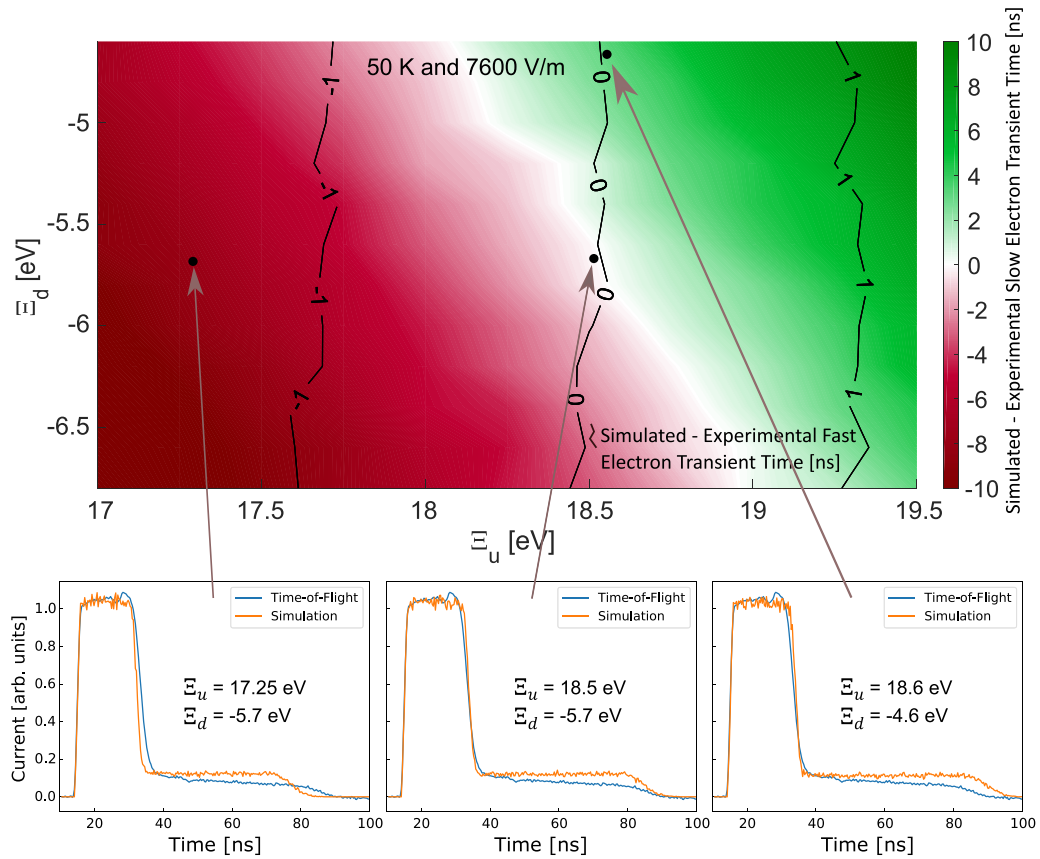 50 K and 7600 V/m
-5
-5.5
-6
-6.5
Ξd [eV]
-1
-1
-1
-1
0
0
0
0
1
1
1
1
Simulated - Experimental Fast
Electron Transient Time [ns]
17
17.5
18
18.5
19
19.5
Ξu [eV]
10
8
6
4
2
0
-2
-4
-6
-8
-10
Simulated - Experimental Slow Electron Transient Time [ns]
Current [arb. units]
1.0
0.8
0.6
0.4
0.2
0.0
Time-of-Flight
Simulation
Ξu = 17.25 eV
Ξd = -5.7 eV
20
40
60
80
100
Time [ns]
Time-of-Flight
Simulation
Ξu = 18.5 eV
Ξd = -5.7 eV
20
40
60
80
100
Time [ns]
Time-of-Flight
Simulation
Ξu = 18.6 eV
Ξd = -4.6 eV
20
40
60
80
100
Time [ns]